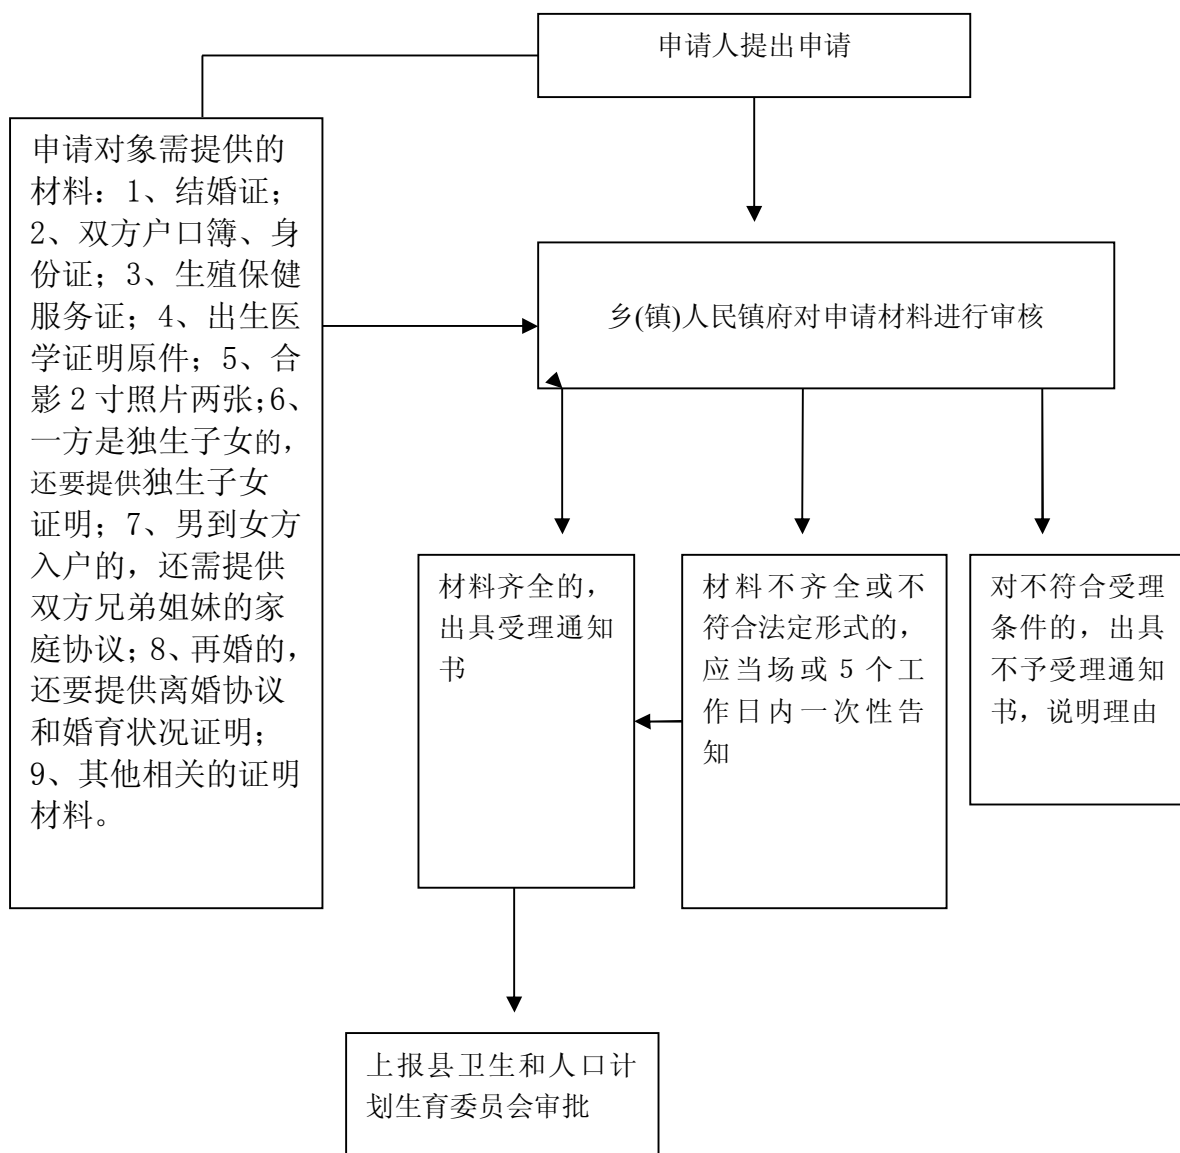 申请人提出申请
申请对象需提供的
材料：1、结婚证；
2、双方户口簿、身
份证；3、生殖保健
服务证；4、出生医
学证明原件；5、合
影 2 寸照片两张；6、
一方是独生子女的，
还要提供独生子女
证明；7、男到女方
入户的，还需提供
双方兄弟姐妹的家
庭协议；8、再婚的，
还要提供离婚协议
和婚育状况证明；
9、其他相关的证明
材料。
乡(镇)人民镇府对申请材料进行审核
材料齐全的，
出具受理通知
书
材料不齐全或不
符合法定形式的，
应当场或 5 个工
作日内一次性告
知
对不符合受理
条件的，出具
不予受理通知
书，说明理由
上报县卫生和人口计
划生育委员会审批